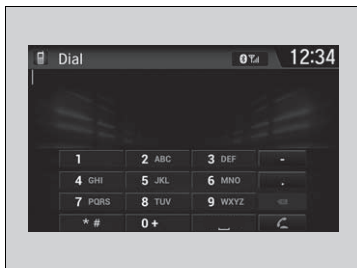 Dial 12:34
1 2 ABC 3 DEF -
4 GHI 5 JKL 6 MNO .
7 PQRS 8 TUV 9 WXYZ
* # 0 +